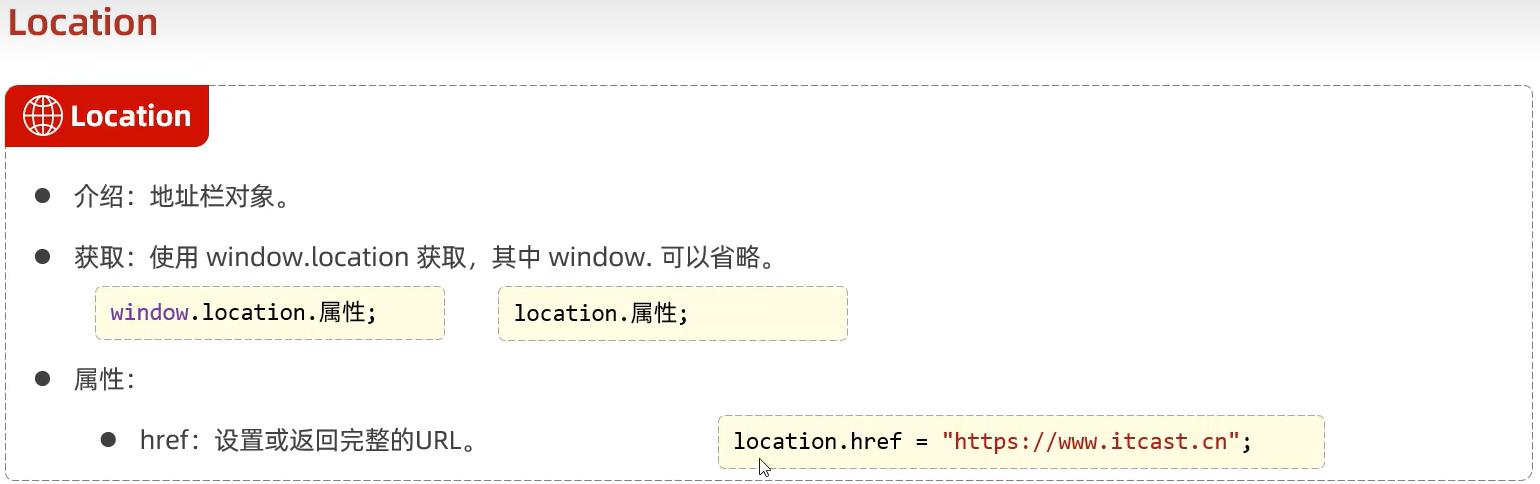 Location
Location
介绍：地址栏对象。
获取：使用 window.location 获取，其中 window. 可以省略。
window.location.属性;
location.属性;
属性：
href：设置或返回完整的URL。
location.href = "https://www.itcast.cn";